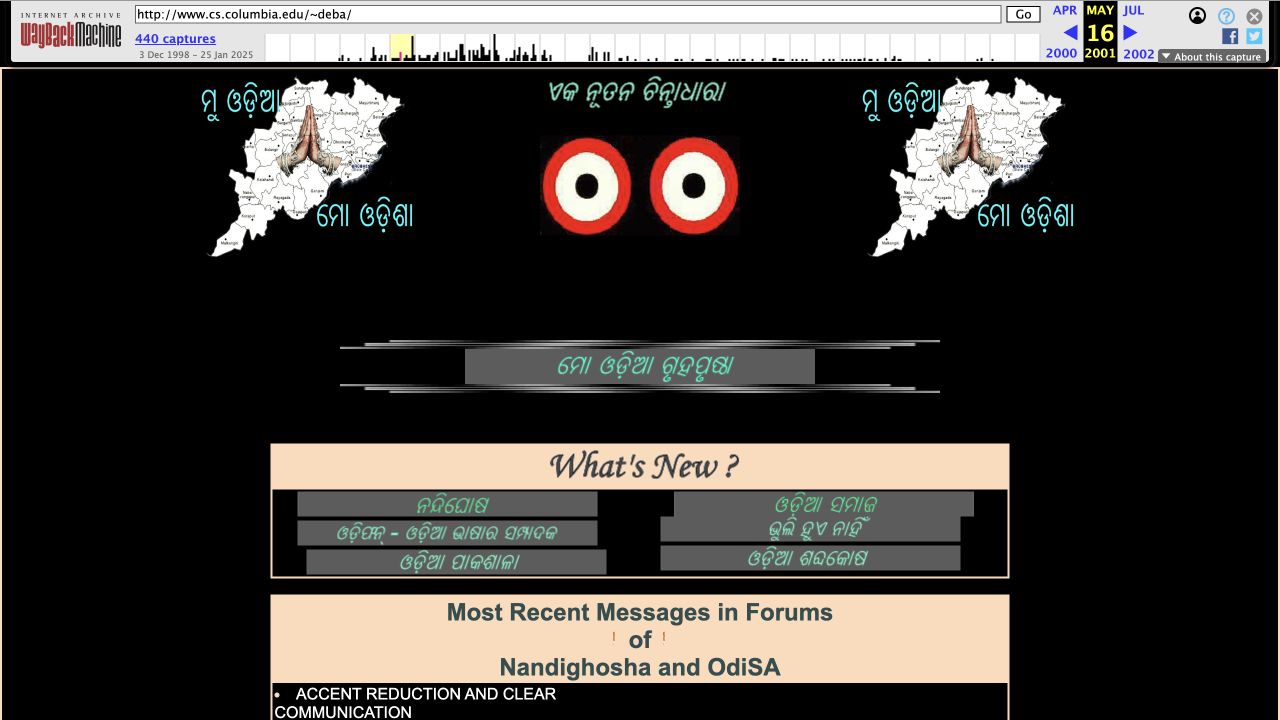 INTERNET ARCHIVE
WayBackMachine
http://www.cs.columbia.edu/~deba/
Go
APR
MAY
JUL
440 captures
16
3 Dec 1998 – 25 Jan 2025
2000
2001
2002
About this capture
ମୁ ଓଡ଼ିଆ
ମୋ ଓଡ଼ିଶା
ଏକ ନୂତନ ଚିନ୍ତାଧାରା
ମୁ ଓଡ଼ିଆ
ମୋ ଓଡ଼ିଶା
ମୋ ଓଡ଼ିଆ ଗୃହପୃଷ୍ଠା
What's New ?
ନନ୍ଦିଘୋଷ
ଓଡ଼ିଆ ସମାଜ
ଓଡ଼ିଫନ୍ - ଓଡ଼ିଆ ଭାଷାର ସମ୍ପାଦକ
ଭୁଲି ହୁଏ ନାହିଁ
ଓଡ଼ିଆ ପାକଶାଳା
ଓଡ଼ିଆ ଶବ୍ଦକୋଷ
Most Recent Messages in Forums
! of !
Nandighosha and OdiSA
• ACCENT REDUCTION AND CLEAR
COMMUNICATION